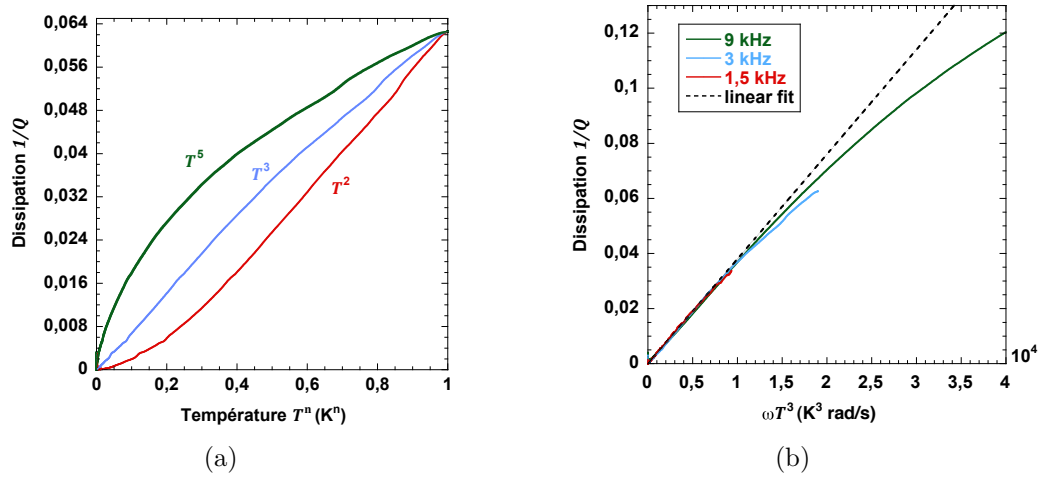 0,064
0,056
0,048
0,04
0,032
0,024
0,016
0,008
0
Dissipation 1/Q
T⁵
T³
T²
0 0,2 0,4 0,6 0,8 1
Température Tⁿ (Kⁿ)
(a)
0,12
0,1
0,08
0,06
0,04
0,02
0
Dissipation 1/Q
9 kHz
3 kHz
1,5 kHz
linear fit
10⁴
0 0,5 1 1,5 2 2,5 3 3,5 4
ωT³ (K³ rad/s)
(b)